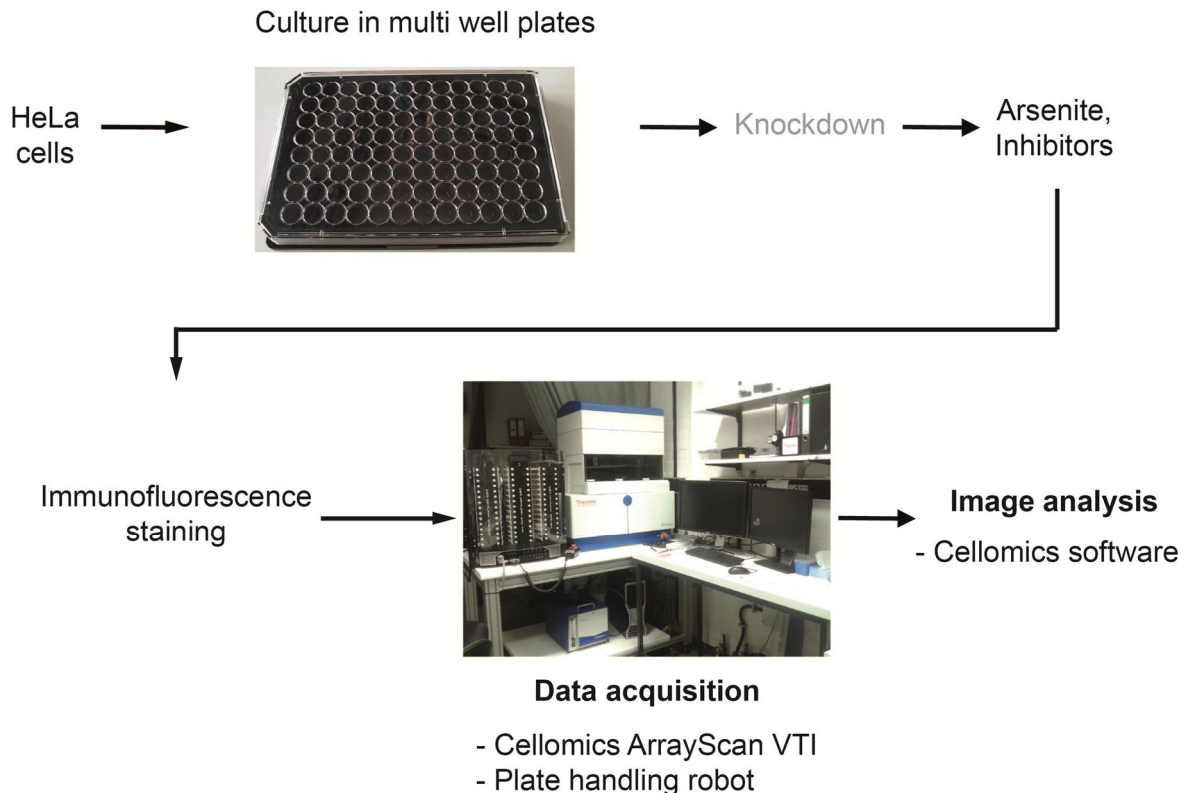 Culture in multi well plates
HeLa
cells
Knockdown
Arsenite,
Inhibitors
Immunofluorescence
staining
Thermo
Image analysis
- Cellomics software
Data acquisition
- Cellomics ArrayScan VTI
- Plate handling robot